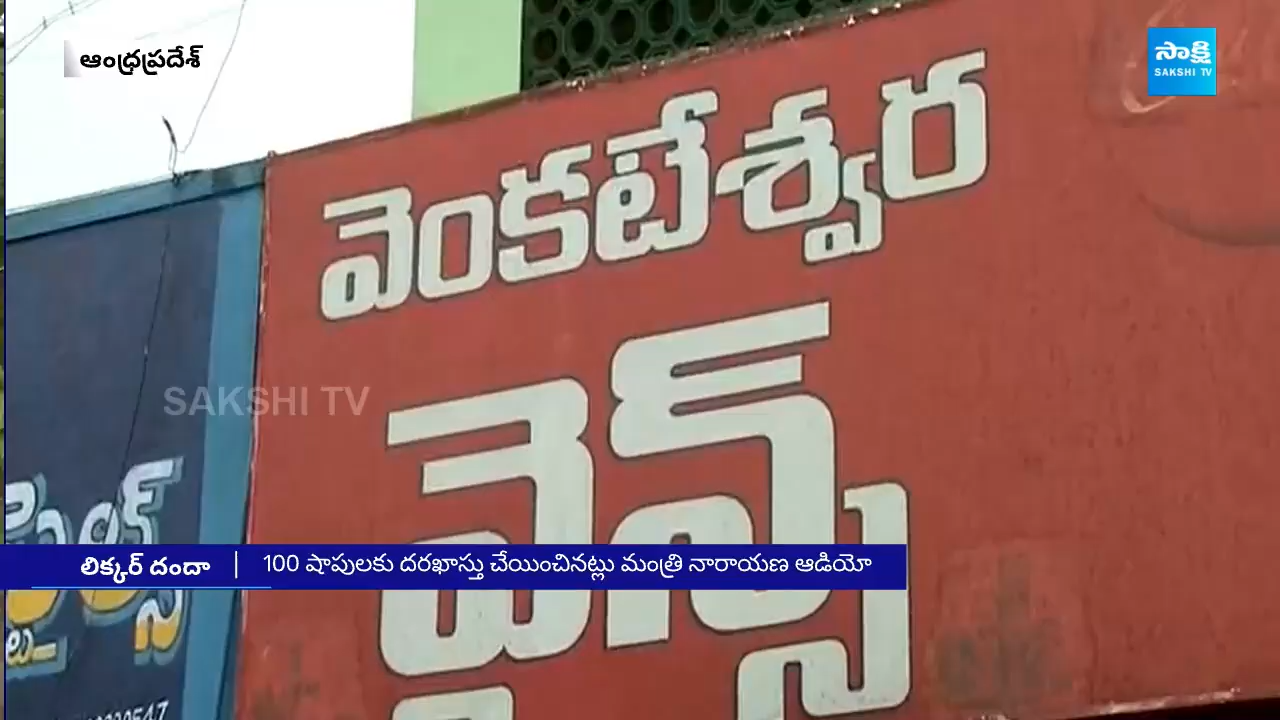 ఆంధ్రప్రదేశ్
సాక్షి
SAKSHI TV
వెంకటేశ్వర
వైన్స్
SAKSHI TV
లిక్కర్ దందా | 100 షాపులకు దరఖాస్తు చేయించినట్లు మంత్రి నారాయణ ఆడియో